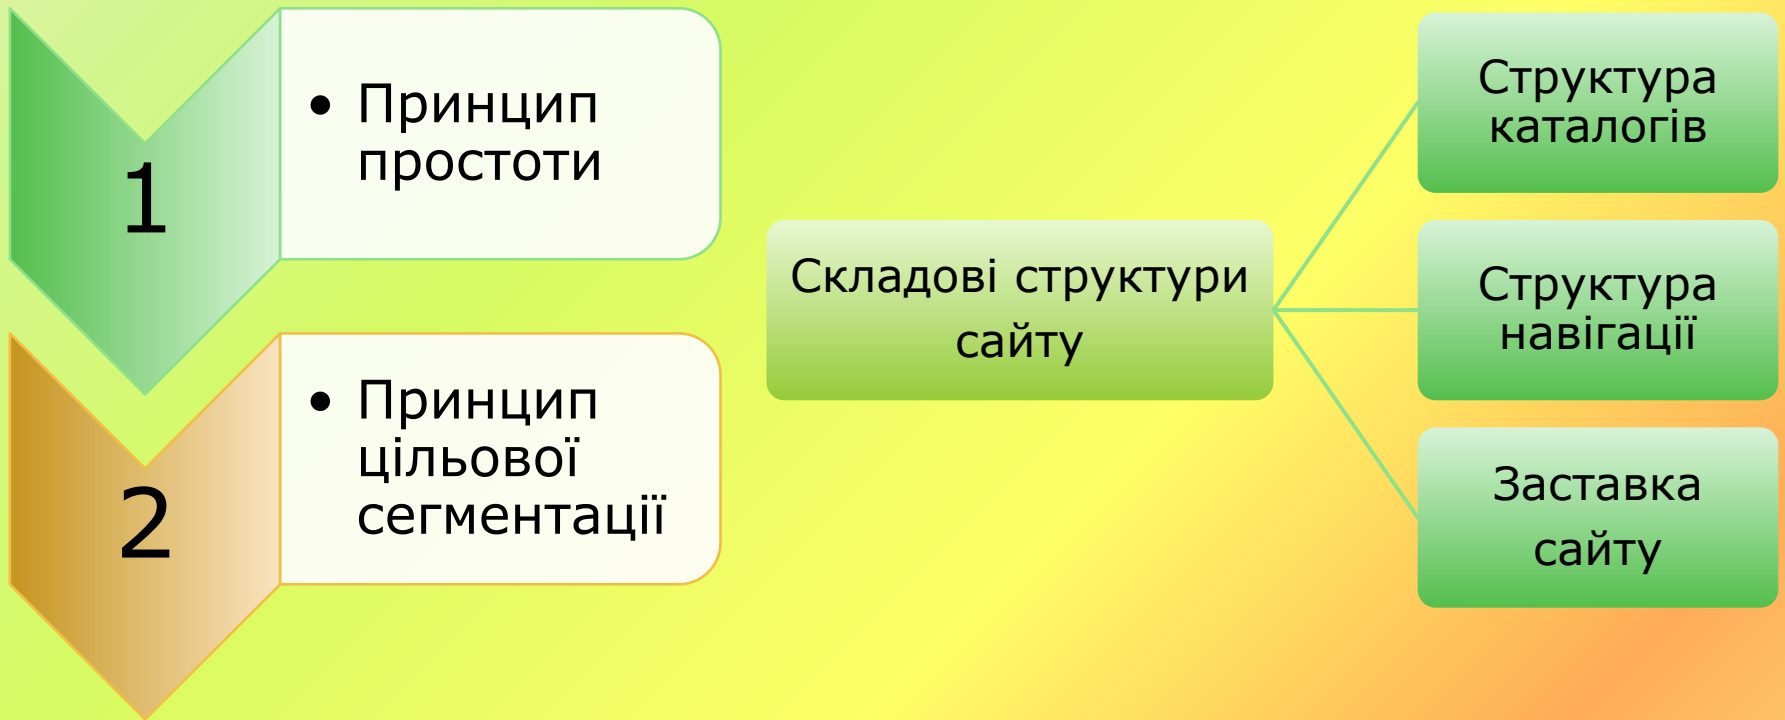 1
• Принцип
простоти
2
• Принцип
цільової
сегментації
Складові структури
сайту
Структура
каталогів
Структура
навігації
Заставка
сайту